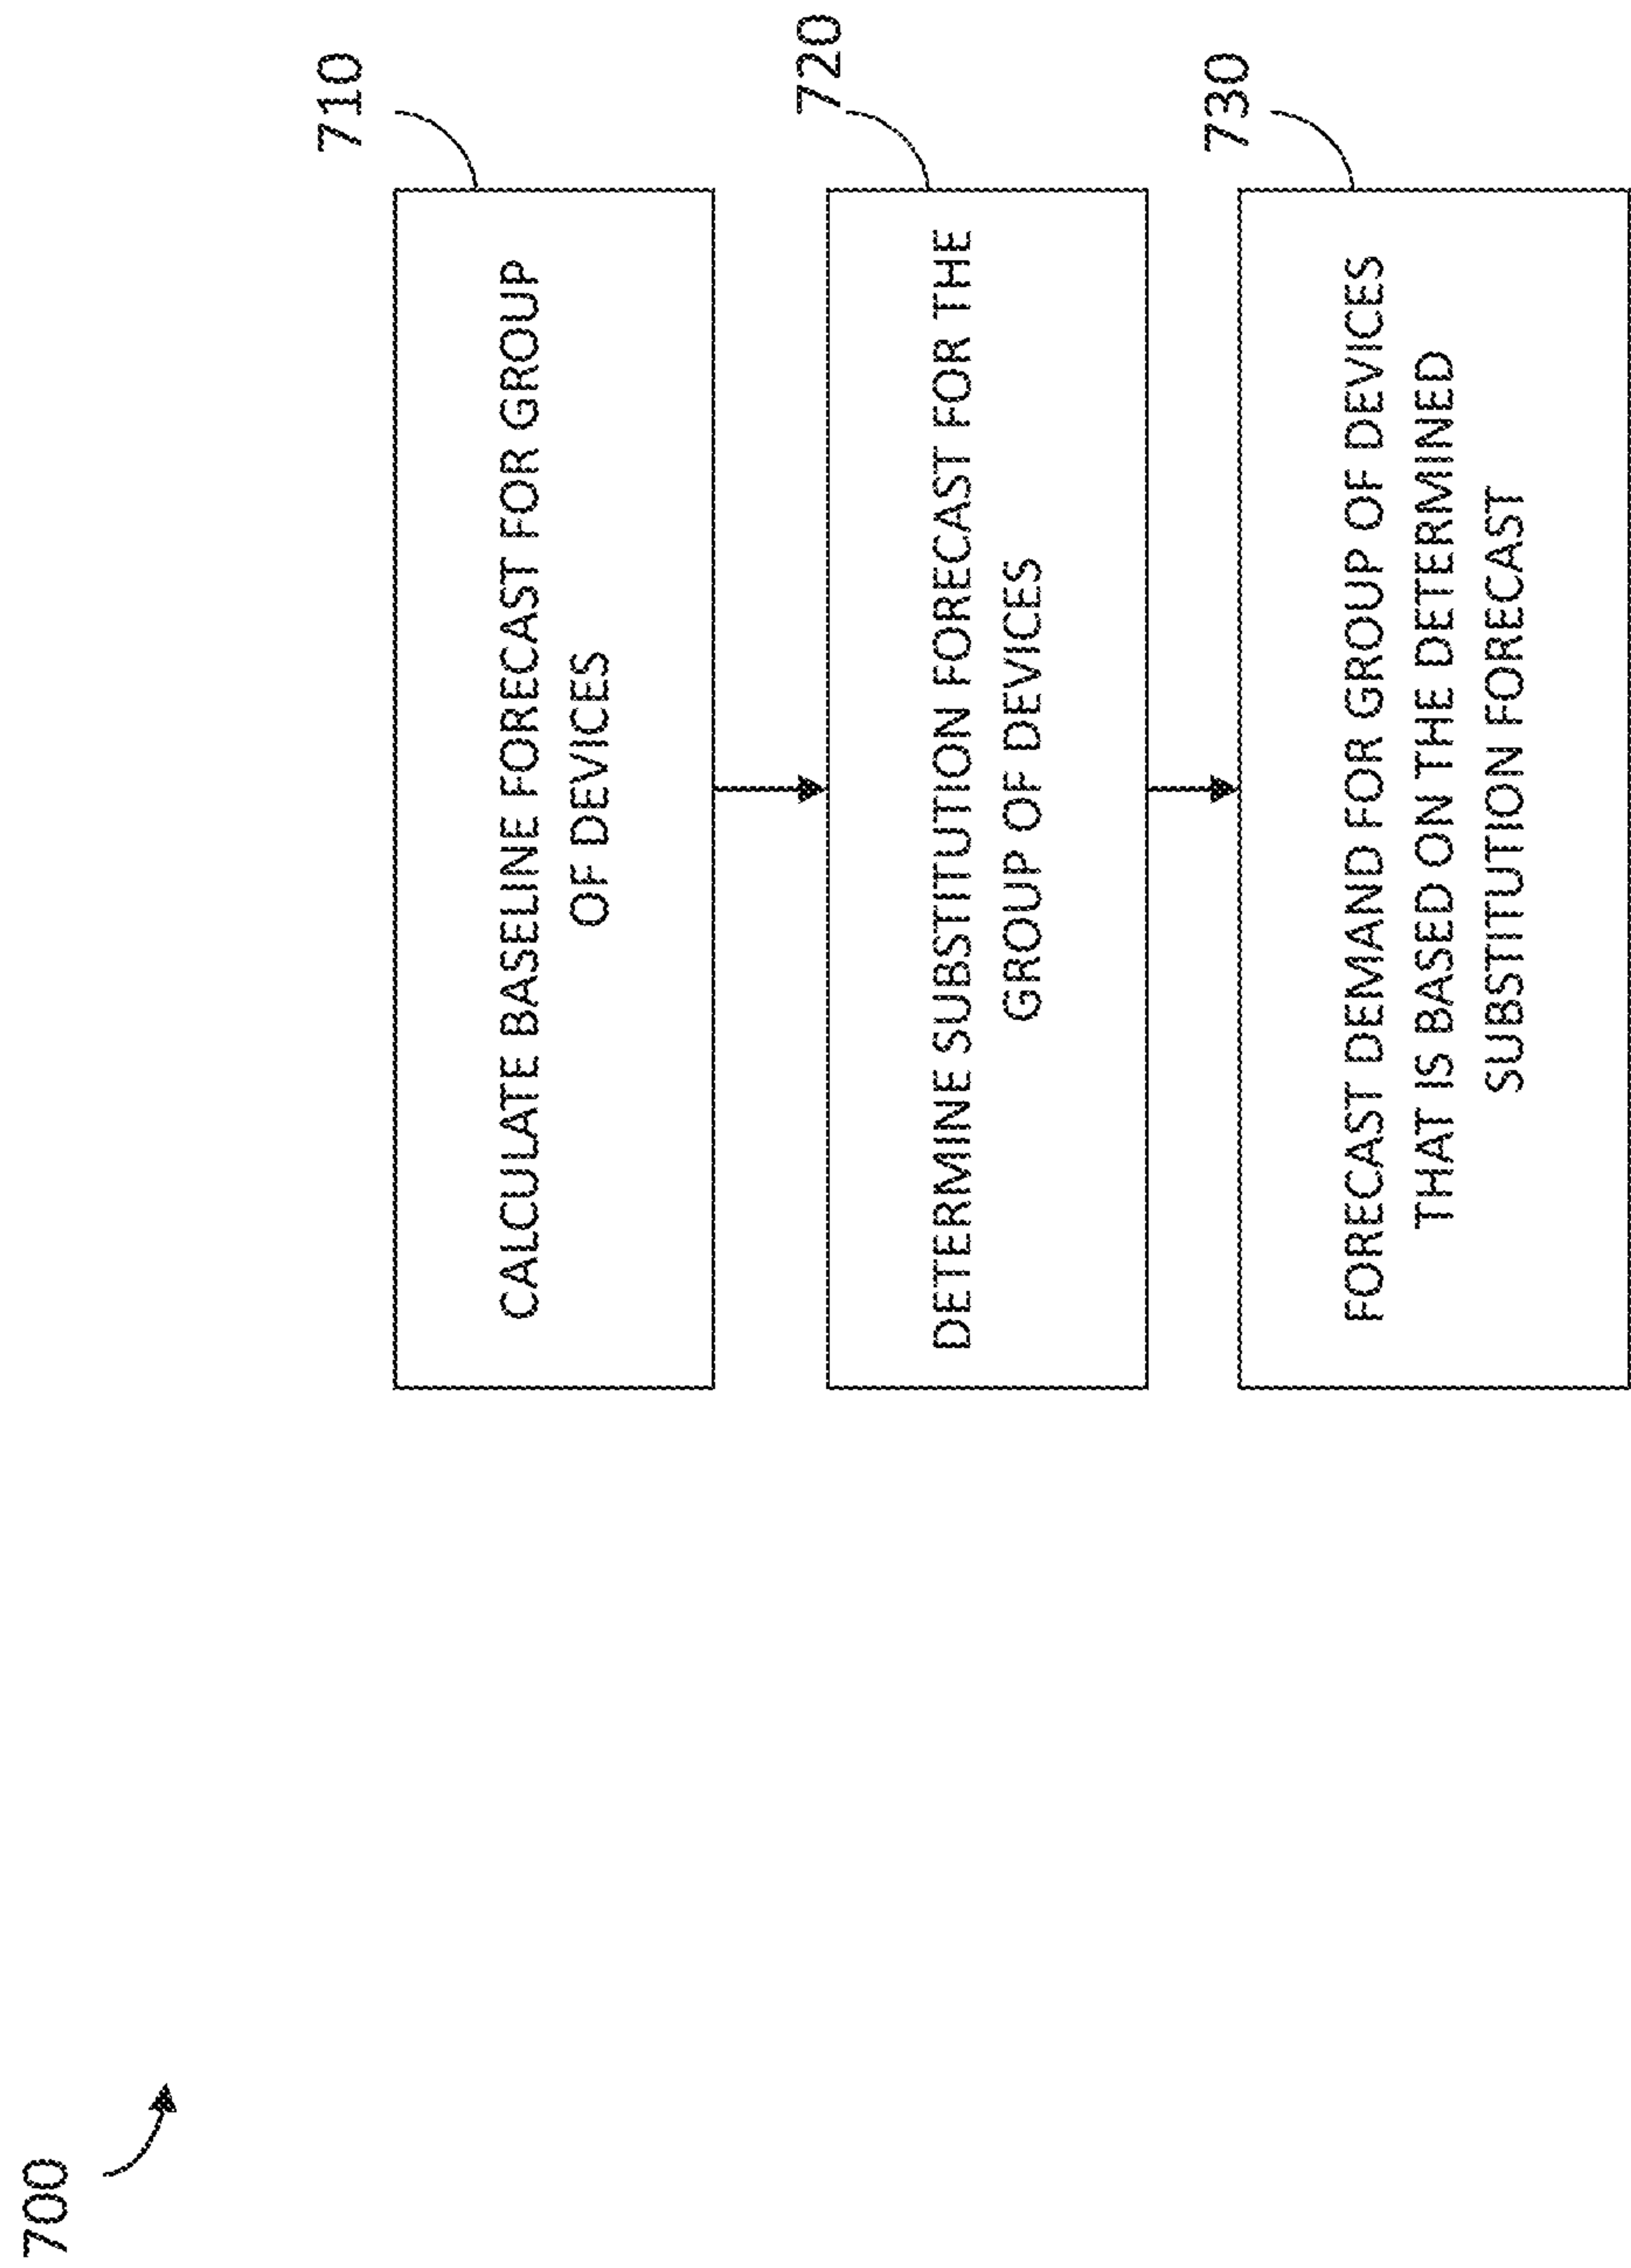 700
710
CALCULATE BASELINE FORECAST FOR GROUP
OF DEVICES
720
DETERMINE SUBSTITUTION FORECAST FOR THE
GROUP OF DEVICES
730
FORECAST DEMAND FOR GROUP OF DEVICES
THAT IS BASED ON THE DETERMINED
SUBSTITUTION FORECAST